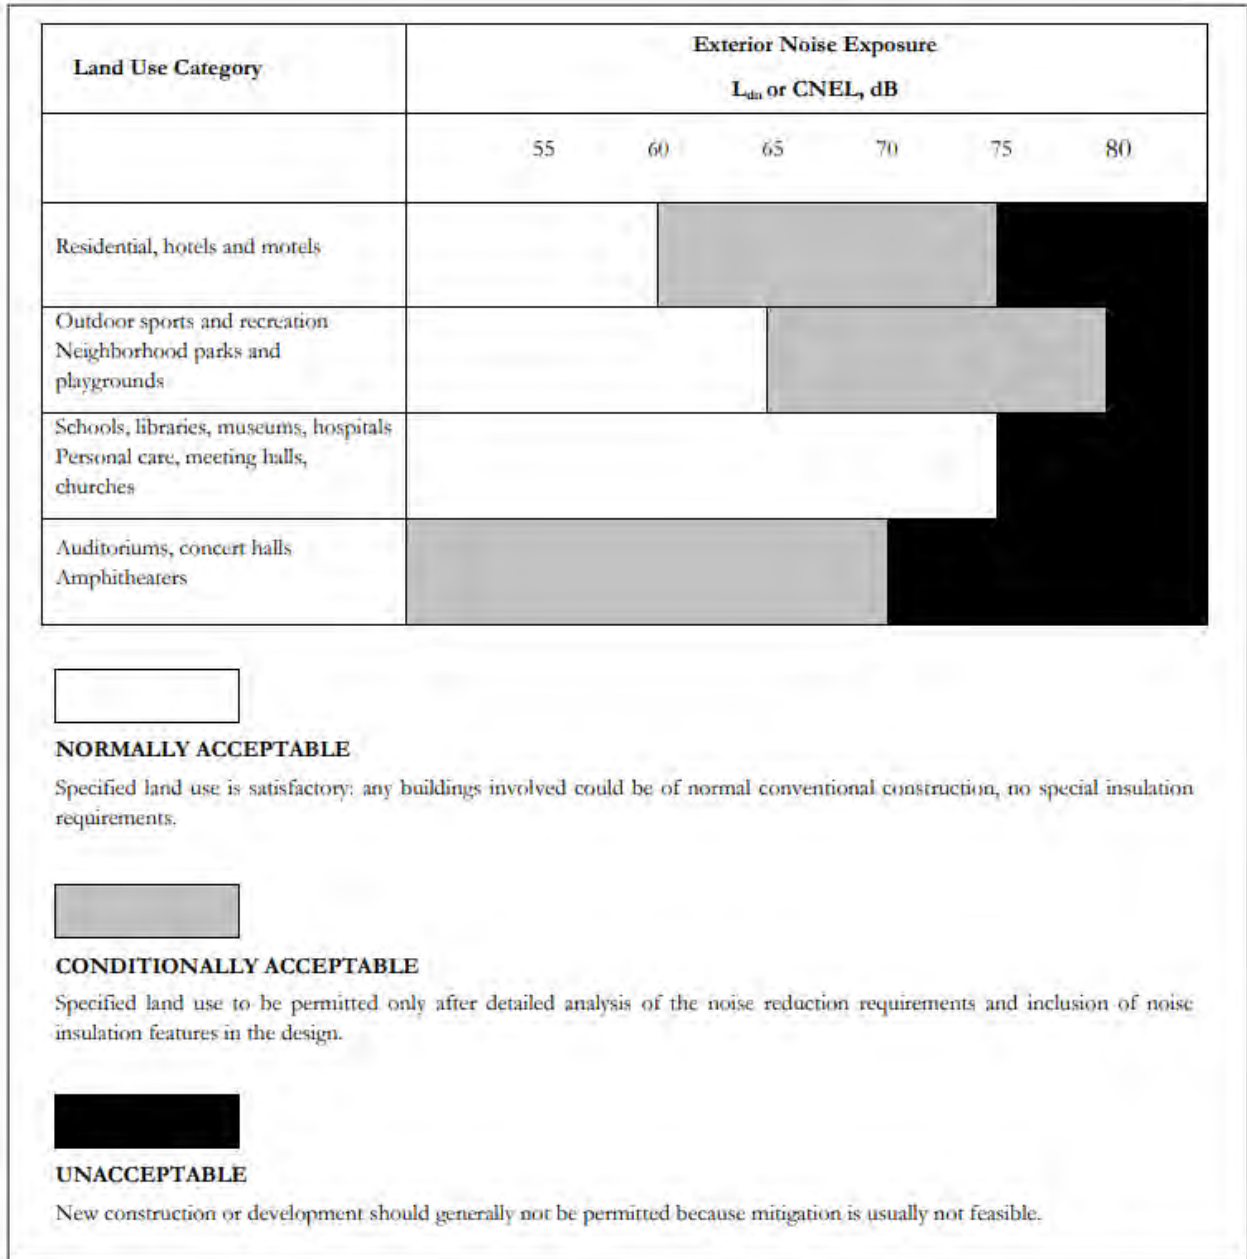 Land Use Category
Exterior Noise Exposure
Ldn or CNEL, dB
55 60 65 70 75 80
Residential, hotels and motels
Outdoor sports and recreation
Neighborhood parks and
playgrounds
Schools, libraries, museums, hospitals
Personal care, meeting halls,
churches
Auditoriums, concert halls
Amphitheaters
NORMALLY ACCEPTABLE
Specified land use is satisfactory: any buildings involved could be of normal conventional construction, no special insulation
requirements.
CONDITIONALLY ACCEPTABLE
Specified land use to be permitted only after detailed analysis of the noise reduction requirements and inclusion of noise
insulation features in the design.
UNACCEPTABLE
New construction or development should generally not be permitted because mitigation is usually not feasible.